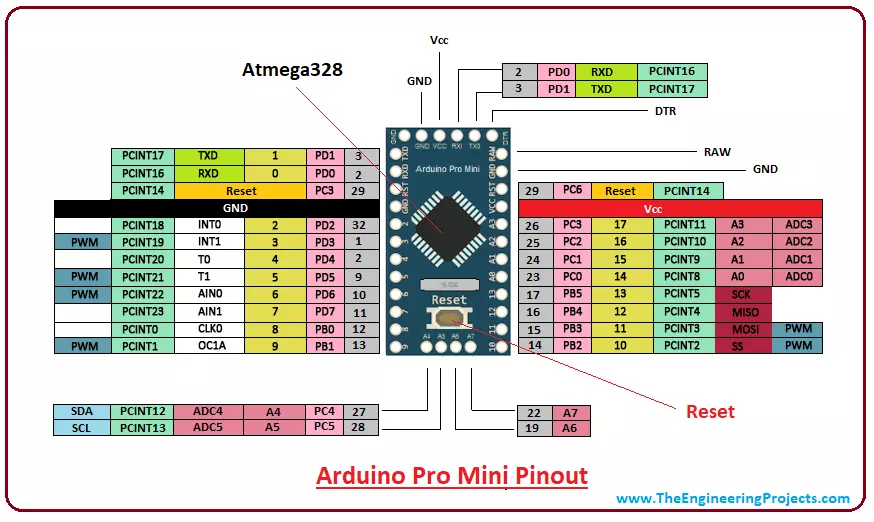 Vcc
Atmega328
GND
2 PD0 RXD PCINT16
3 PD1 TXD PCINT17
DTR
GND GND VCC RXI TX0 DTR
PCINT17 TXD 1 PD1 3
PCINT16 RXD 0 PD0 2
PCINT14 Reset PC3 29
GND
PCINT18 INT0 2 PD2 32
PWM PCINT19 INT1 3 PD3 1
PCINT20 T0 4 PD4 2
PWM PCINT21 T1 5 PD5 9
PWM PCINT22 AIN0 6 PD6 10
PCINT23 AIN1 7 PD7 11
PCINT0 CLK0 8 PB0 12
PWM PCINT1 OC1A 9 PB1 13
TXD RXD RST GND 2 3 4 5 6 7 8 9
Arduino Pro Mini
16.000
Reset
A4 A5 A6 A7
RAW GND RST VCC A3 A2 A1 A0 13 12 11 10
RAW
GND
29 PC6 Reset PCINT14
Vcc
26 PC3 17 PCINT11 A3 ADC3
25 PC2 16 PCINT10 A2 ADC2
24 PC1 15 PCINT9 A1 ADC1
23 PC0 14 PCINT8 A0 ADC0
17 PB5 13 PCINT5 SCK
16 PB4 12 PCINT4 MISO
15 PB3 11 PCINT3 MOSI PWM
14 PB2 10 PCINT2 SS PWM
SDA PCINT12 ADC4 A4 PC4 27
SCL PCINT13 ADC5 A5 PC5 28
22 A7
19 A6
Reset
Arduino Pro Mini Pinout
www.TheEngineeringProjects.com